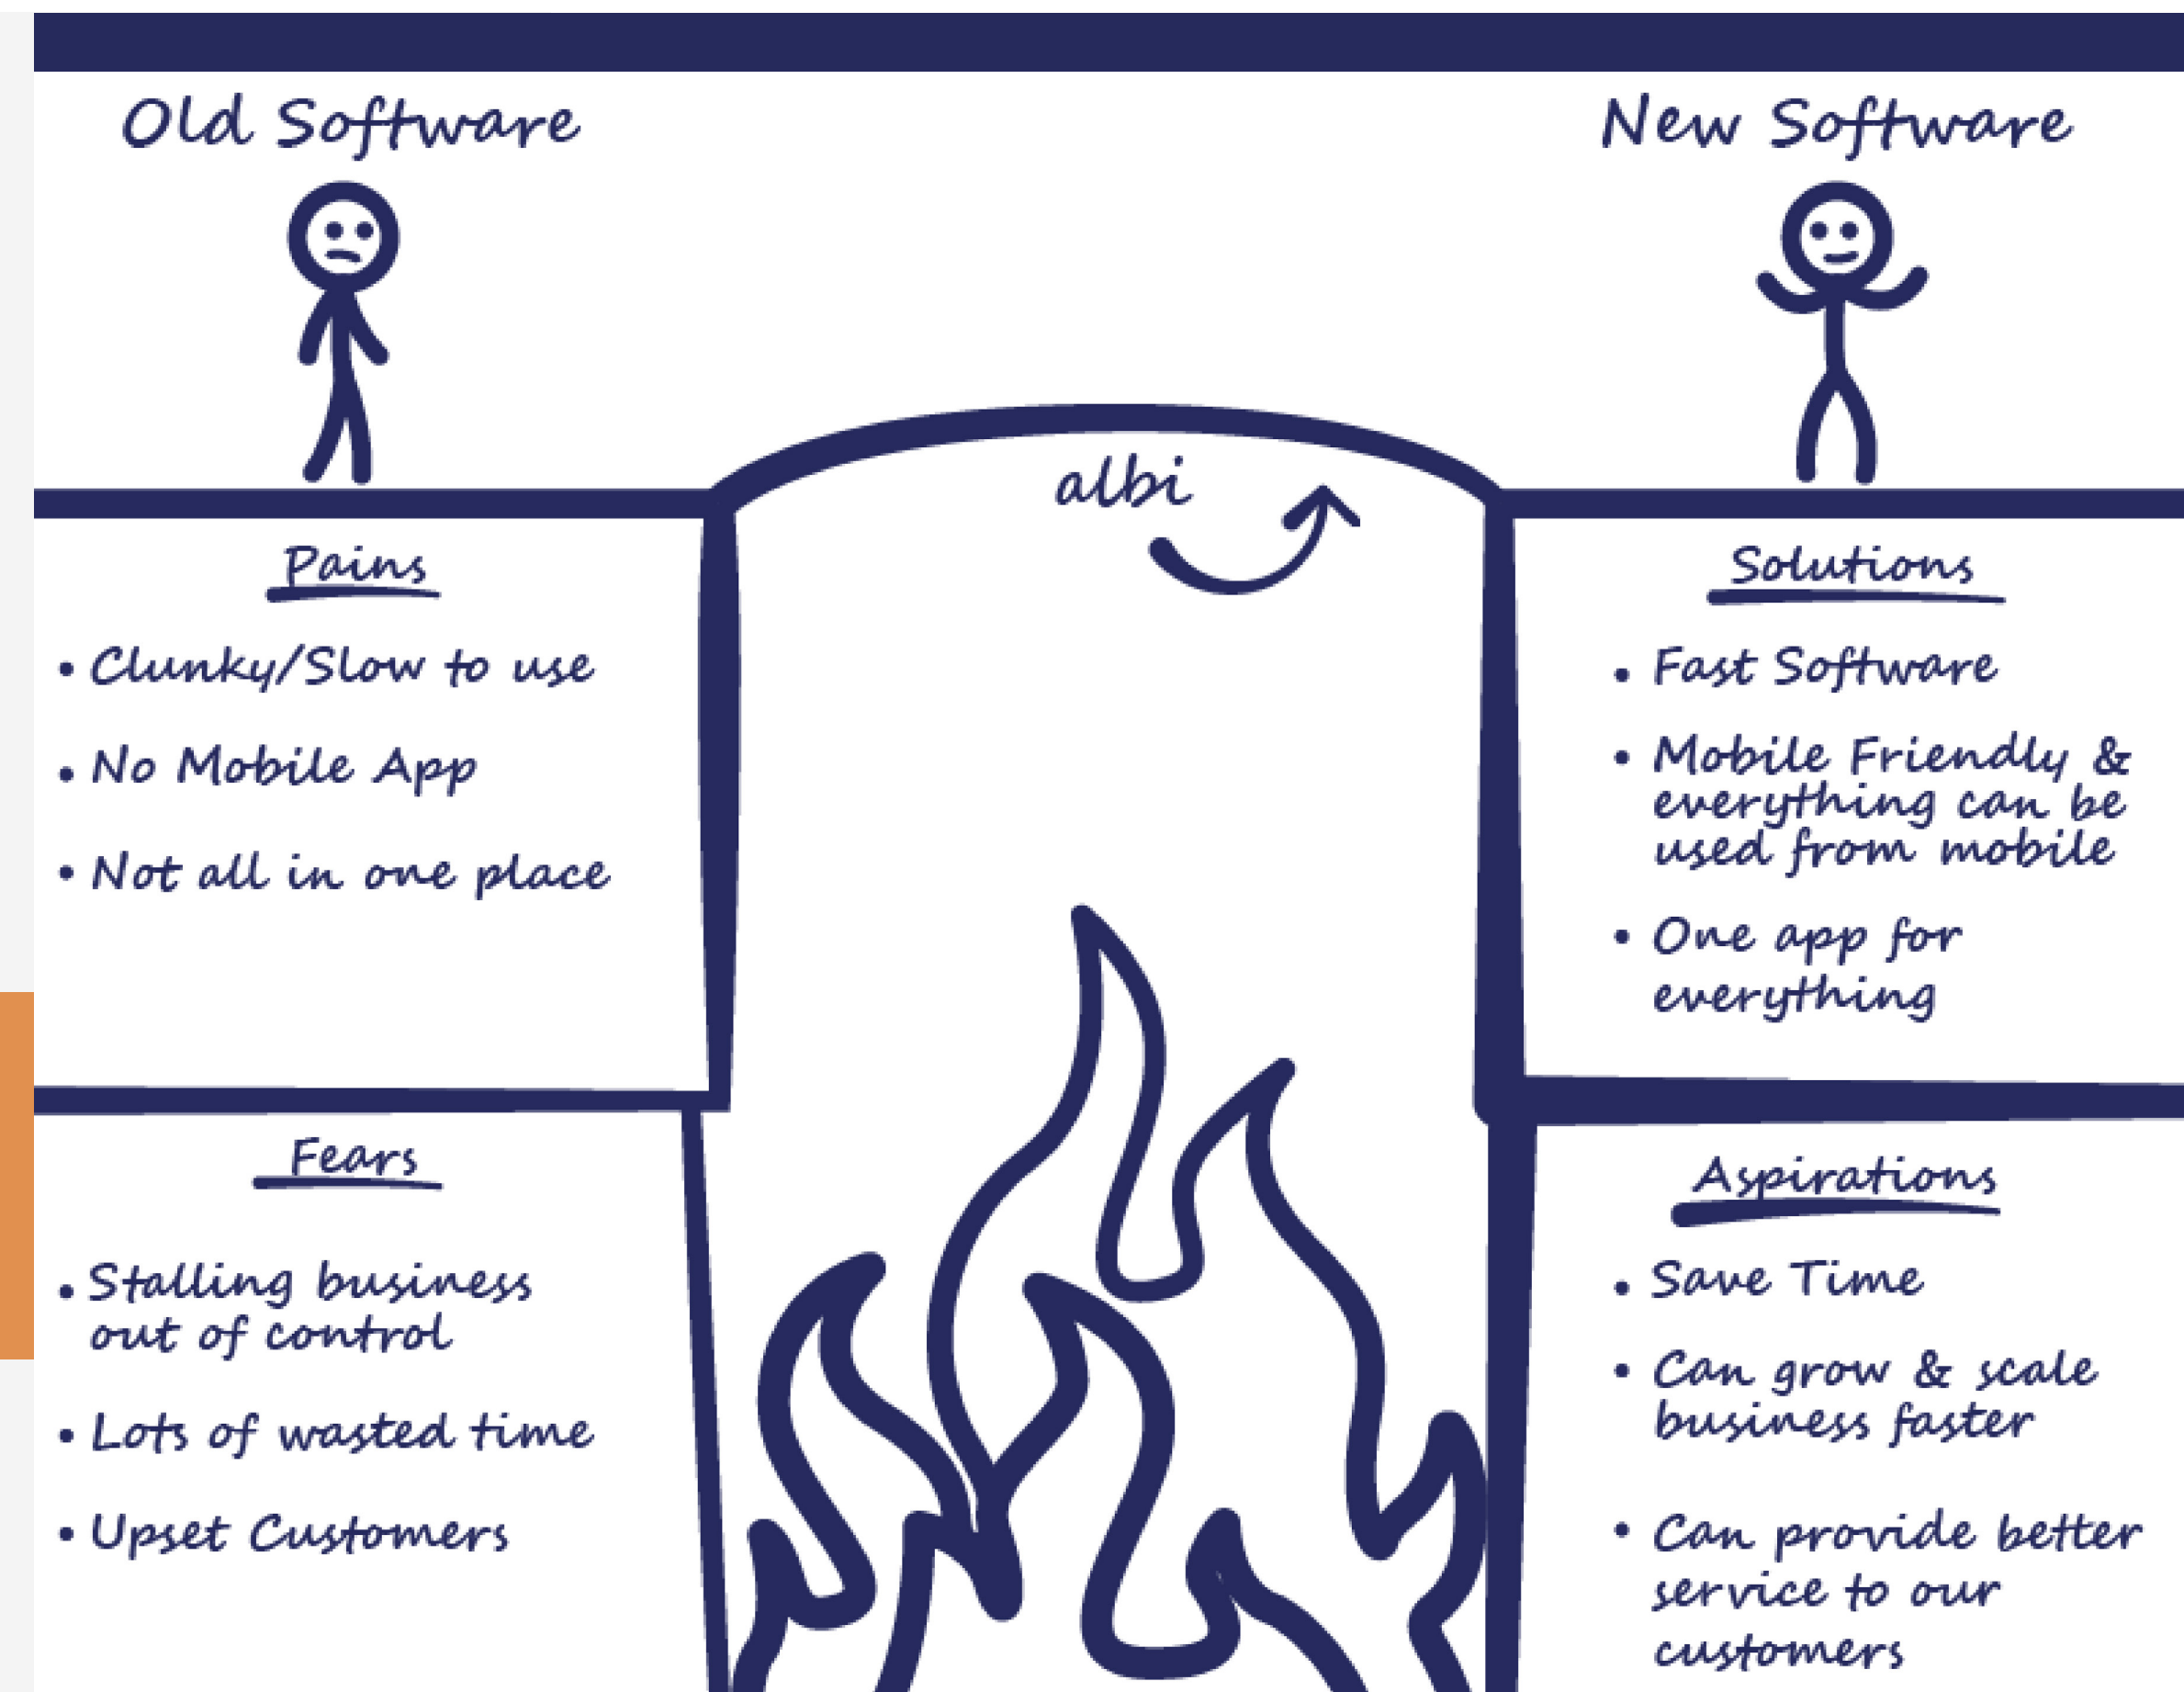 Old Software
New Software
albi
Pains
• Clunky/Slow to use
• No Mobile App
• Not all in one place
Solutions
• Fast Software
• Mobile Friendly &
everything can be
used from mobile
• One app for
everything
Fears
• Stalling business
out of control
• Lots of wasted time
• Upset Customers
Aspirations
• Save Time
• Can grow & scale
business faster
• Can provide better
service to our
customers